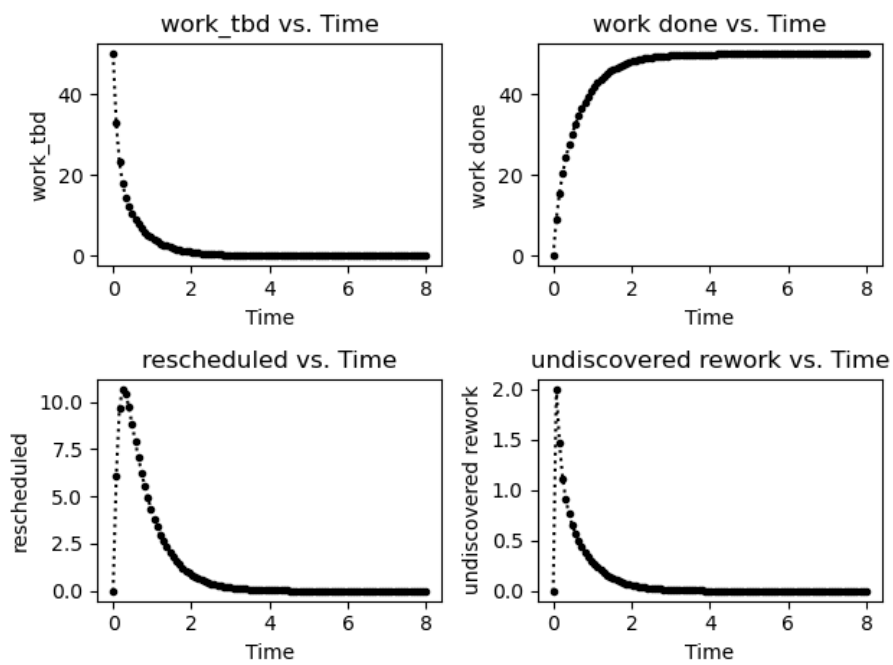 work_tbd vs. Time
work_tbd
40
20
0
0 2 4 6 8
Time
work done vs. Time
work done
40
20
0
0 2 4 6 8
Time
rescheduled vs. Time
rescheduled
10.0
7.5
5.0
2.5
0.0
0 2 4 6 8
Time
undiscovered rework vs. Time
undiscovered rework
2.0
1.5
1.0
0.5
0.0
0 2 4 6 8
Time